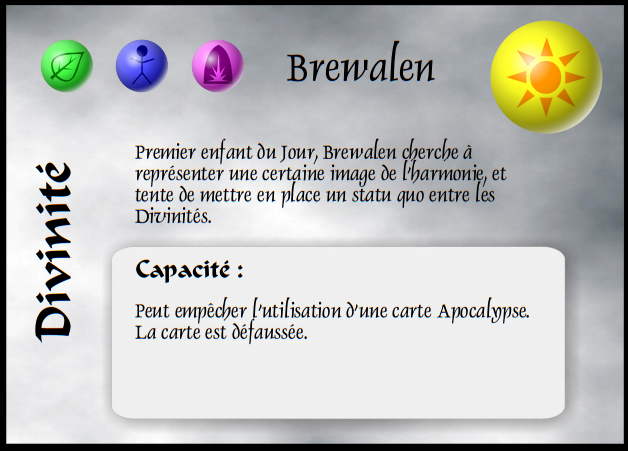 Brewalen
Divinité
Premier enfant du Jour, Brewalen cherche à
représenter une certaine image de l'harmonie, et
tente de mettre en place un statu quo entre les
Divinités.
Capacité :
Peut empêcher l'utilisation d'une carte Apocalypse.
La carte est défaussée.